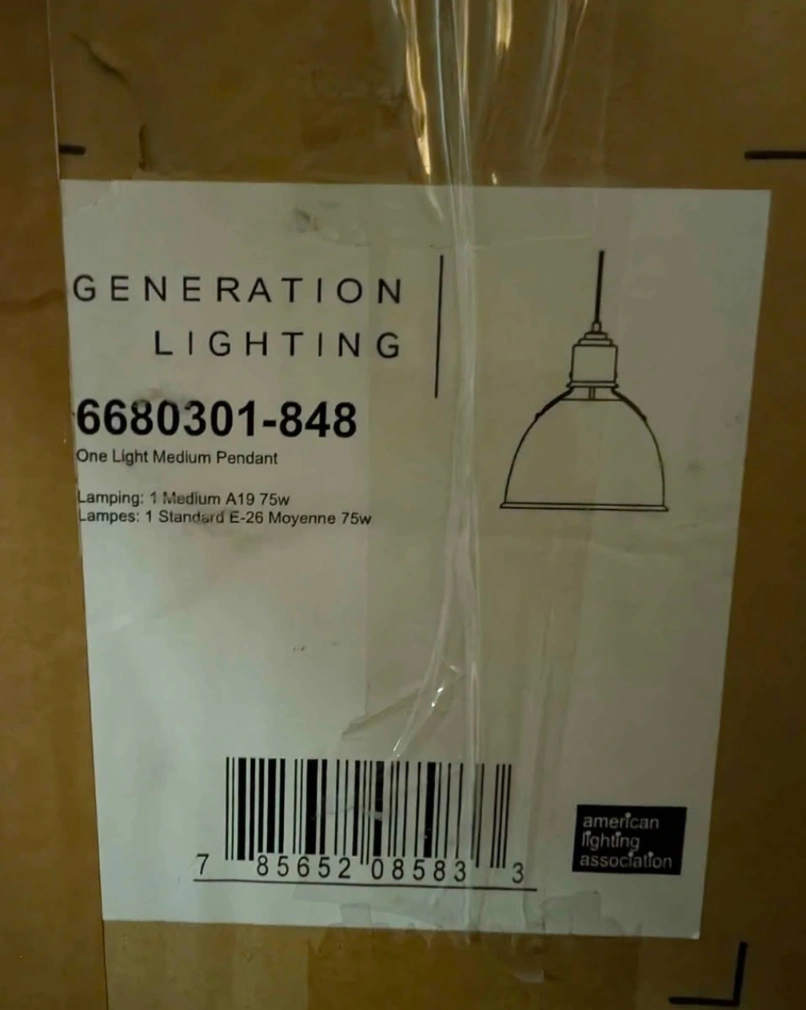 GENERATION
LIGHTING
6680301-848
One Light Medium Pendant
Lamping: 1 Medium A19 75w
Lampes: 1 Standard E-26 Moyenne 75w
7 85652 08583 3
american
lighting
association